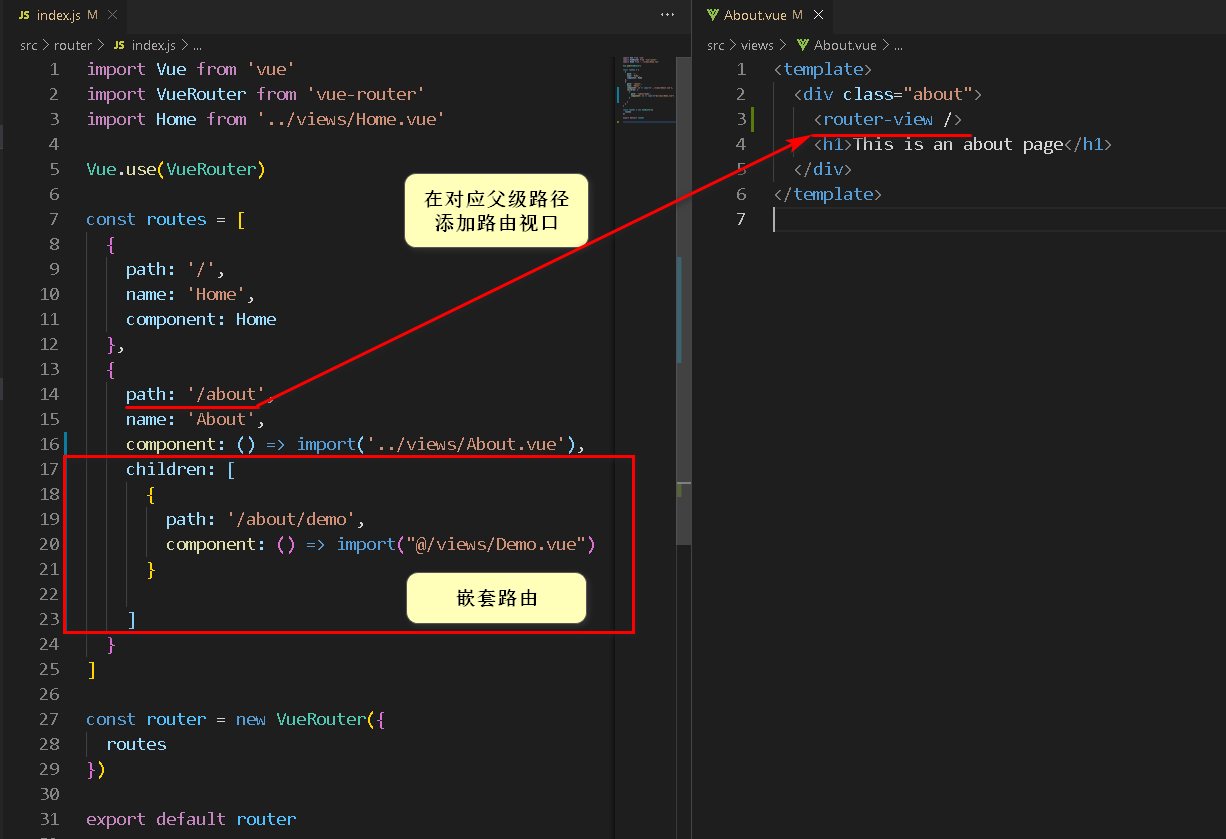 JS index.js M ×
···
src > router > JS index.js > ...
1 import Vue from 'vue'
2 import VueRouter from 'vue-router'
3 import Home from '../views/Home.vue'
4
5 Vue.use(VueRouter)
6
7 const routes = [
8 {
9 path: '/',
10 name: 'Home',
11 component: Home
12 },
13 {
14 path: '/about',
15 name: 'About',
16 component: () => import('../views/About.vue'),
17 children: [
18 {
19 path: '/about/demo',
20 component: () => import("@/views/Demo.vue")
21 }
22
23 ]
24 }
25 ]
26
27 const router = new VueRouter({
28 routes
29 })
30
31 export default router
在对应父级路径
添加路由视口
嵌套路由
About.vue M ×
src > views > About.vue > ...
1 <template>
2 <div class="about">
3 <router-view />
4 <h1>This is an about page</h1>
5 </div>
6 </template>
7